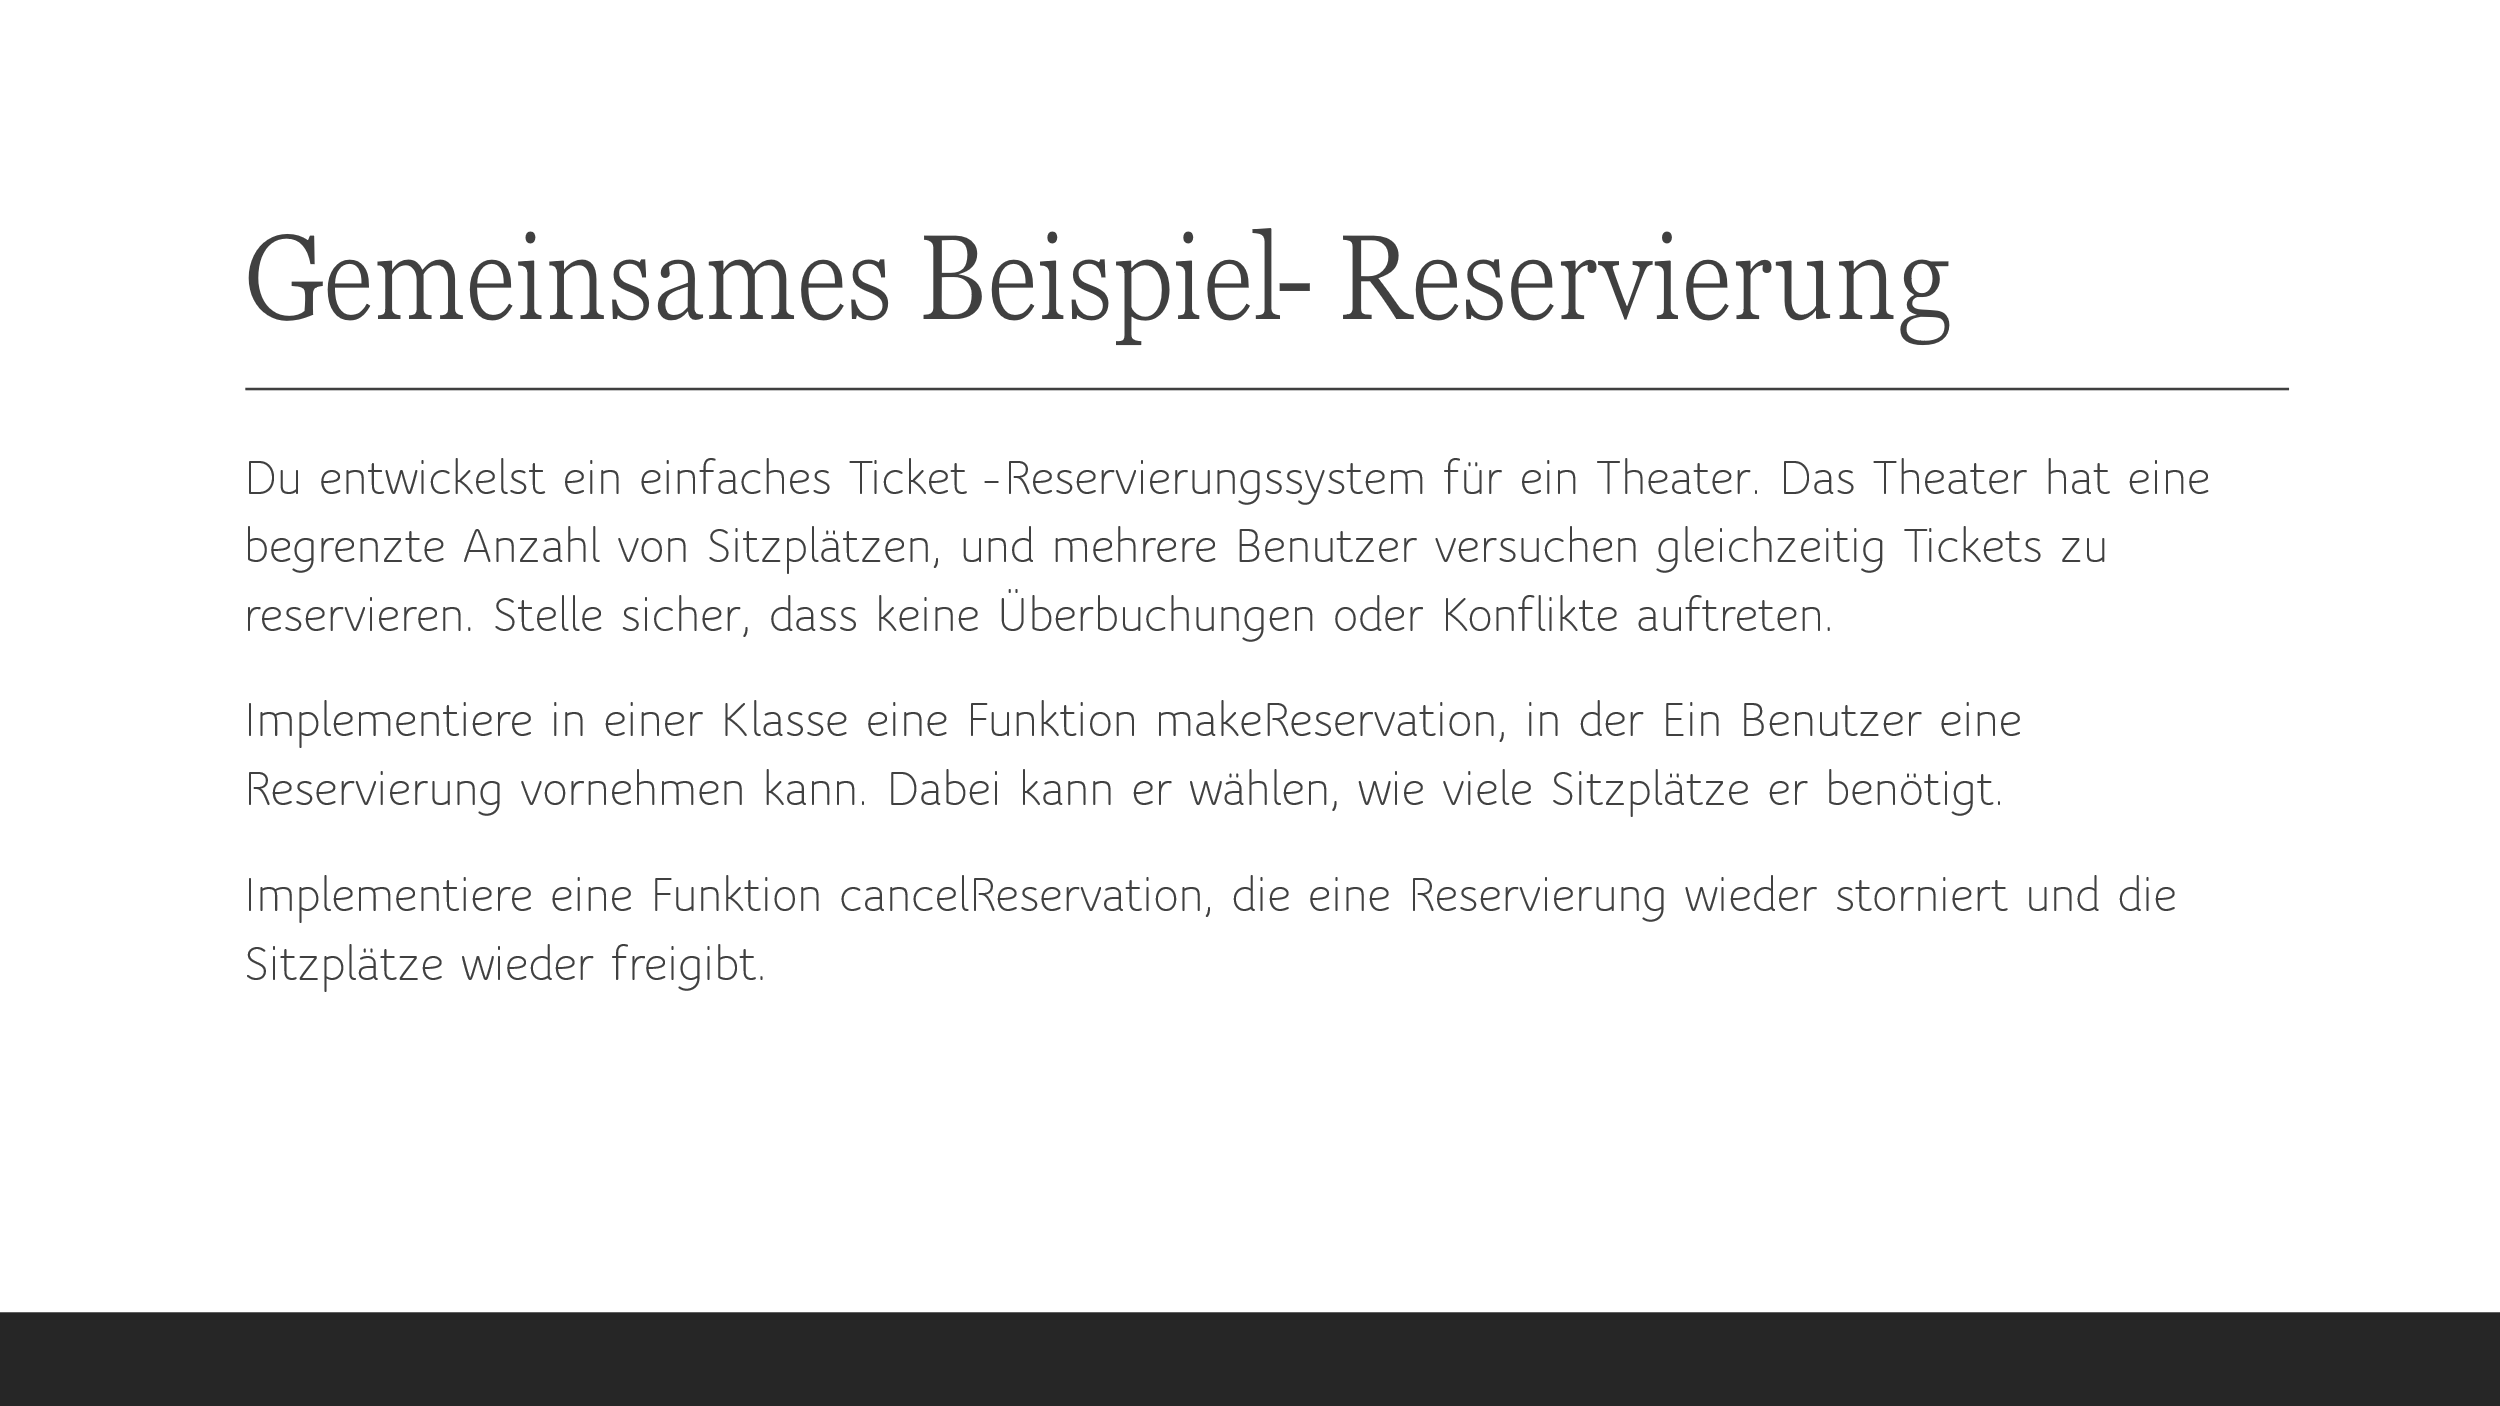 Gemeinsames Beispiel- Reservierung
Du entwickelst ein einfaches Ticket -Reservierungssystem für ein Theater. Das Theater hat eine
begrenzte Anzahl von Sitzplätzen, und mehrere Benutzer versuchen gleichzeitig Tickets zu
reservieren. Stelle sicher, dass keine Überbuchungen oder Konflikte auftreten.
Implementiere in einer Klasse eine Funktion makeReservation, in der Ein Benutzer eine
Reservierung vornehmen kann. Dabei kann er wählen, wie viele Sitzplätze er benötigt.
Implementiere eine Funktion cancelReservation, die eine Reservierung wieder storniert und die
Sitzplätze wieder freigibt.